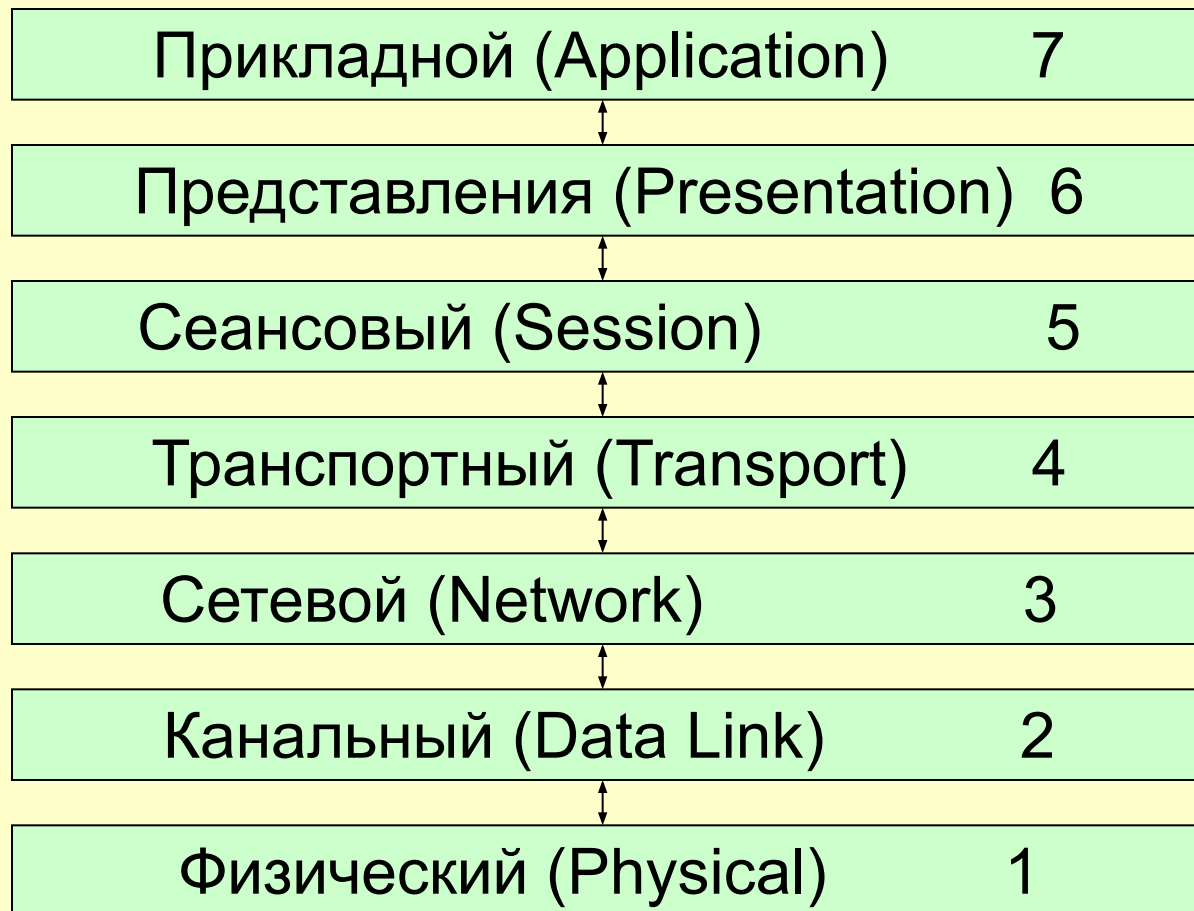 Прикладной (Application) 7
Представления (Presentation) 6
Сеансовый (Session) 5
Транспортный (Transport) 4
Сетевой (Network) 3
Канальный (Data Link) 2
Физический (Physical) 1